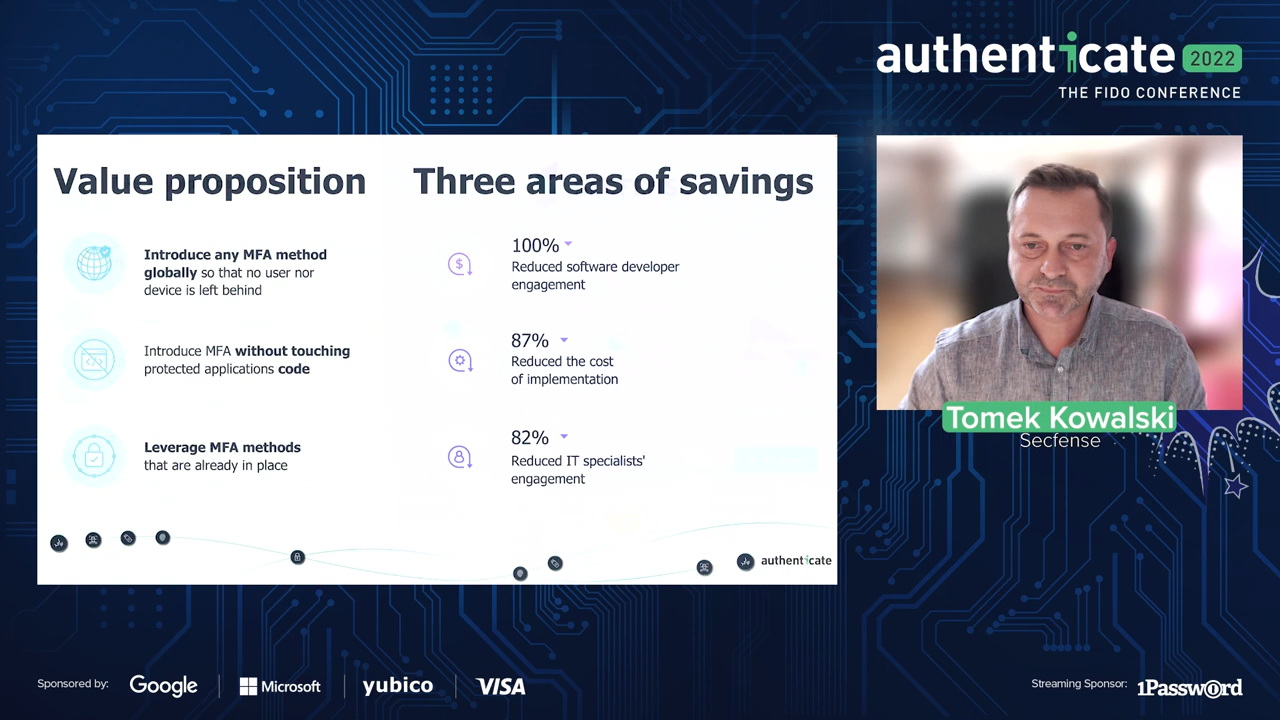 authenticate 2022
THE FIDO CONFERENCE
Value proposition
Introduce any MFA method
globally so that no user nor
device is left behind
Introduce MFA without touching
protected applications code
Leverage MFA methods
that are already in place
Three areas of savings
100%
Reduced software developer
engagement
87%
Reduced the cost
of implementation
82%
Reduced IT specialists'
engagement
authenticate
Tomek Kowalski
Secfense
Sponsored by: Google Microsoft yubico VISA
Streaming Sponsor: 1Password